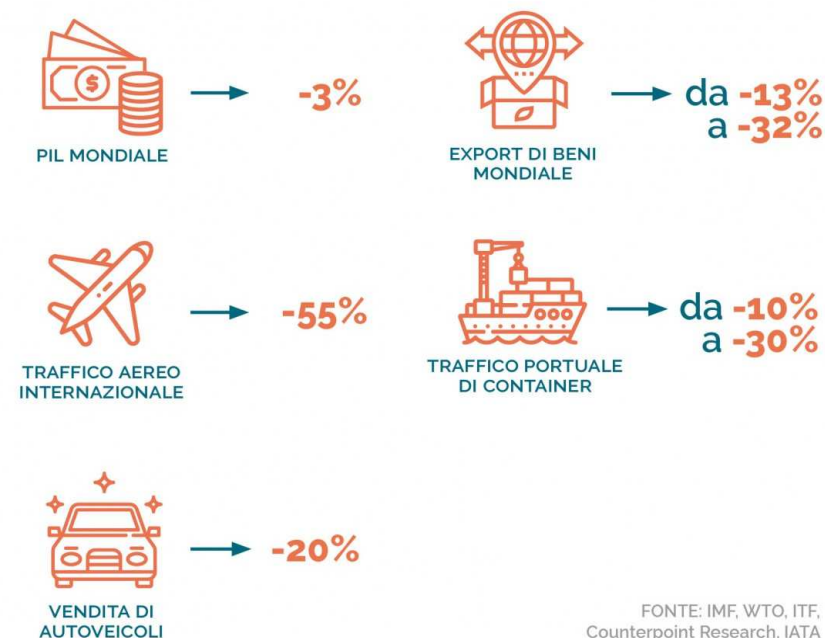 $
-3%
PIL MONDIALE
da -13%
a -32%
EXPORT DI BENI
MONDIALE
-55%
TRAFFICO AEREO
INTERNAZIONALE
da -10%
a -30%
TRAFFICO PORTUALE
DI CONTAINER
-20%
VENDITA DI
AUTOVEICOLI
FONTE: IMF, WTO, ITF,
Counterpoint Research, IATA